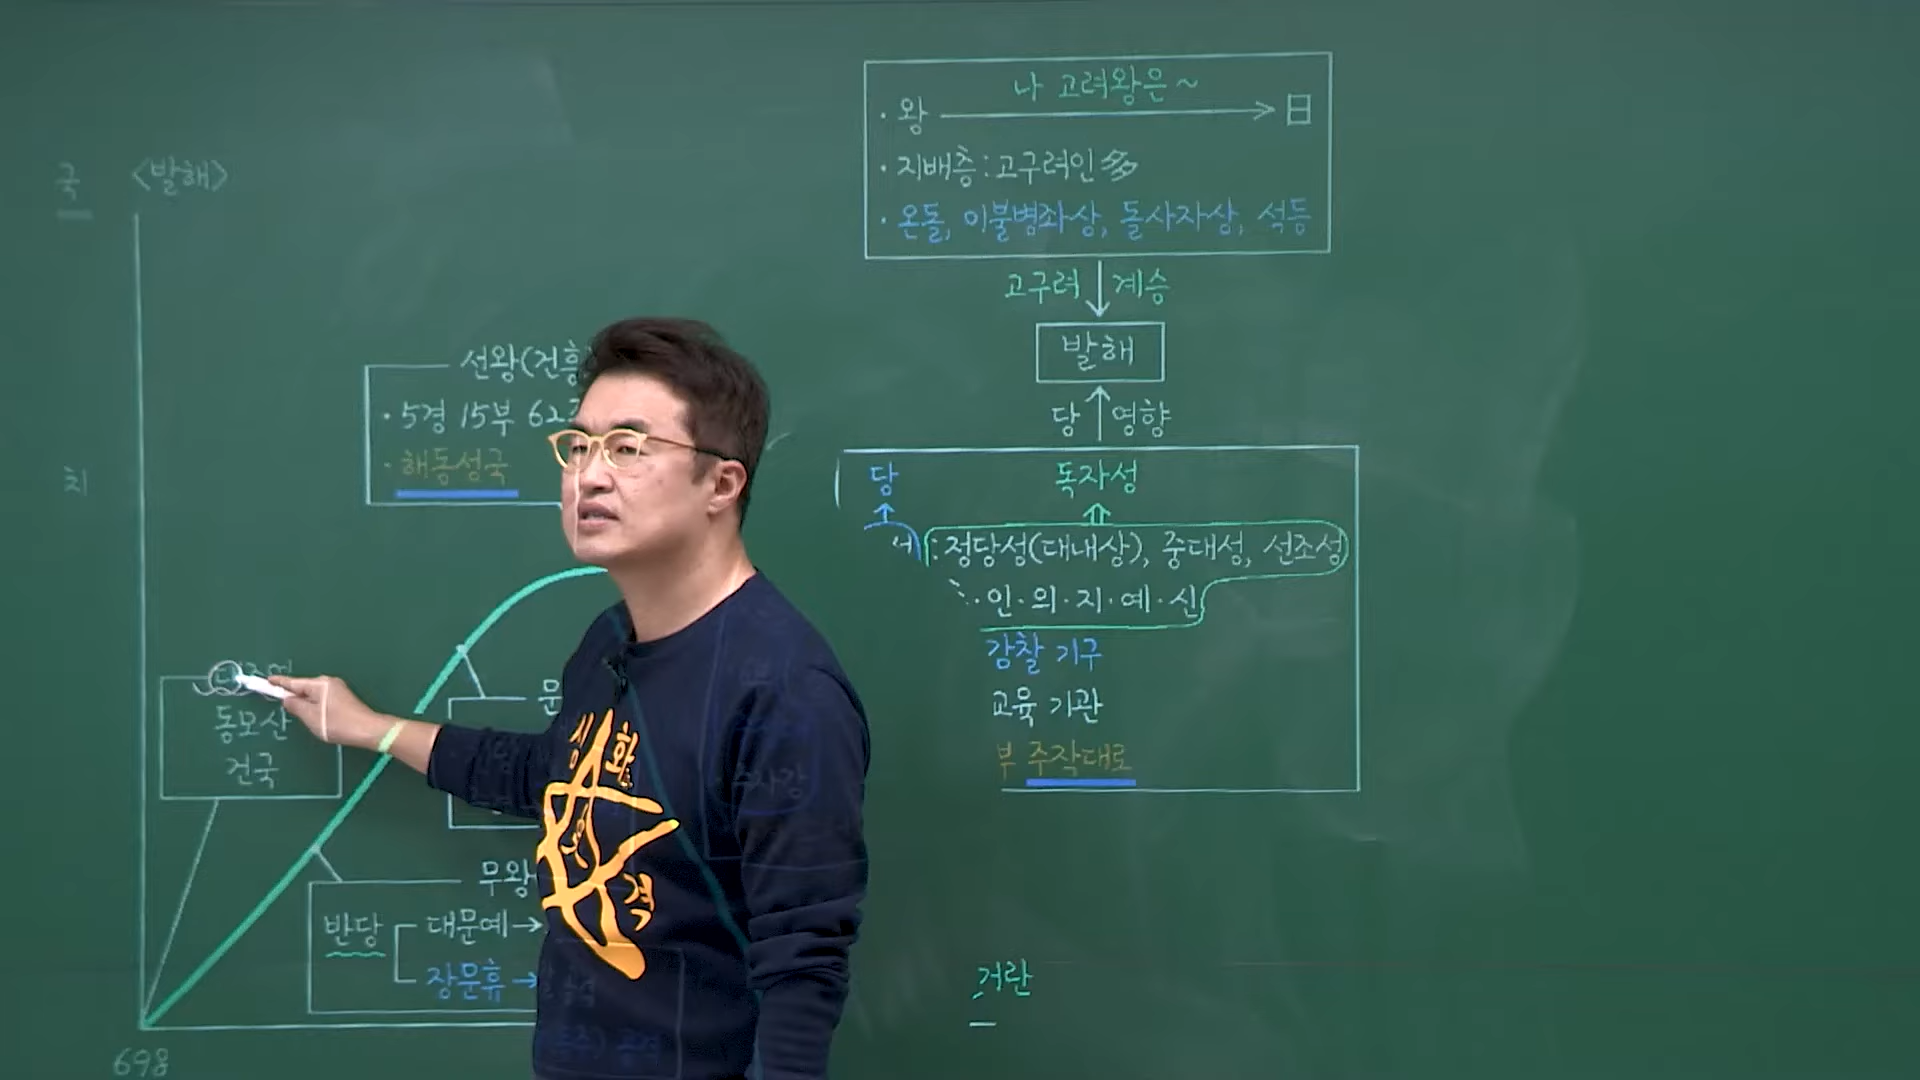 국 <발해>
치
698
선왕(건흥
· 5경 15부 62
· 해동성국
동모산
건국
문
무왕
반당
대문예→
장문휴→
나 고려왕은~
· 왕 → 日
· 지배층:고구려인多
· 온돌, 이불병좌상, 돌사자상, 석등
고구려 ↓ 계승
발해
당 ↑ 영향
당 독자성
: 정당성(대내상), 중대성, 선조성
· 인·의·지·예·신
감찰 기구
교육 기관
주작대로
거란
심화
격